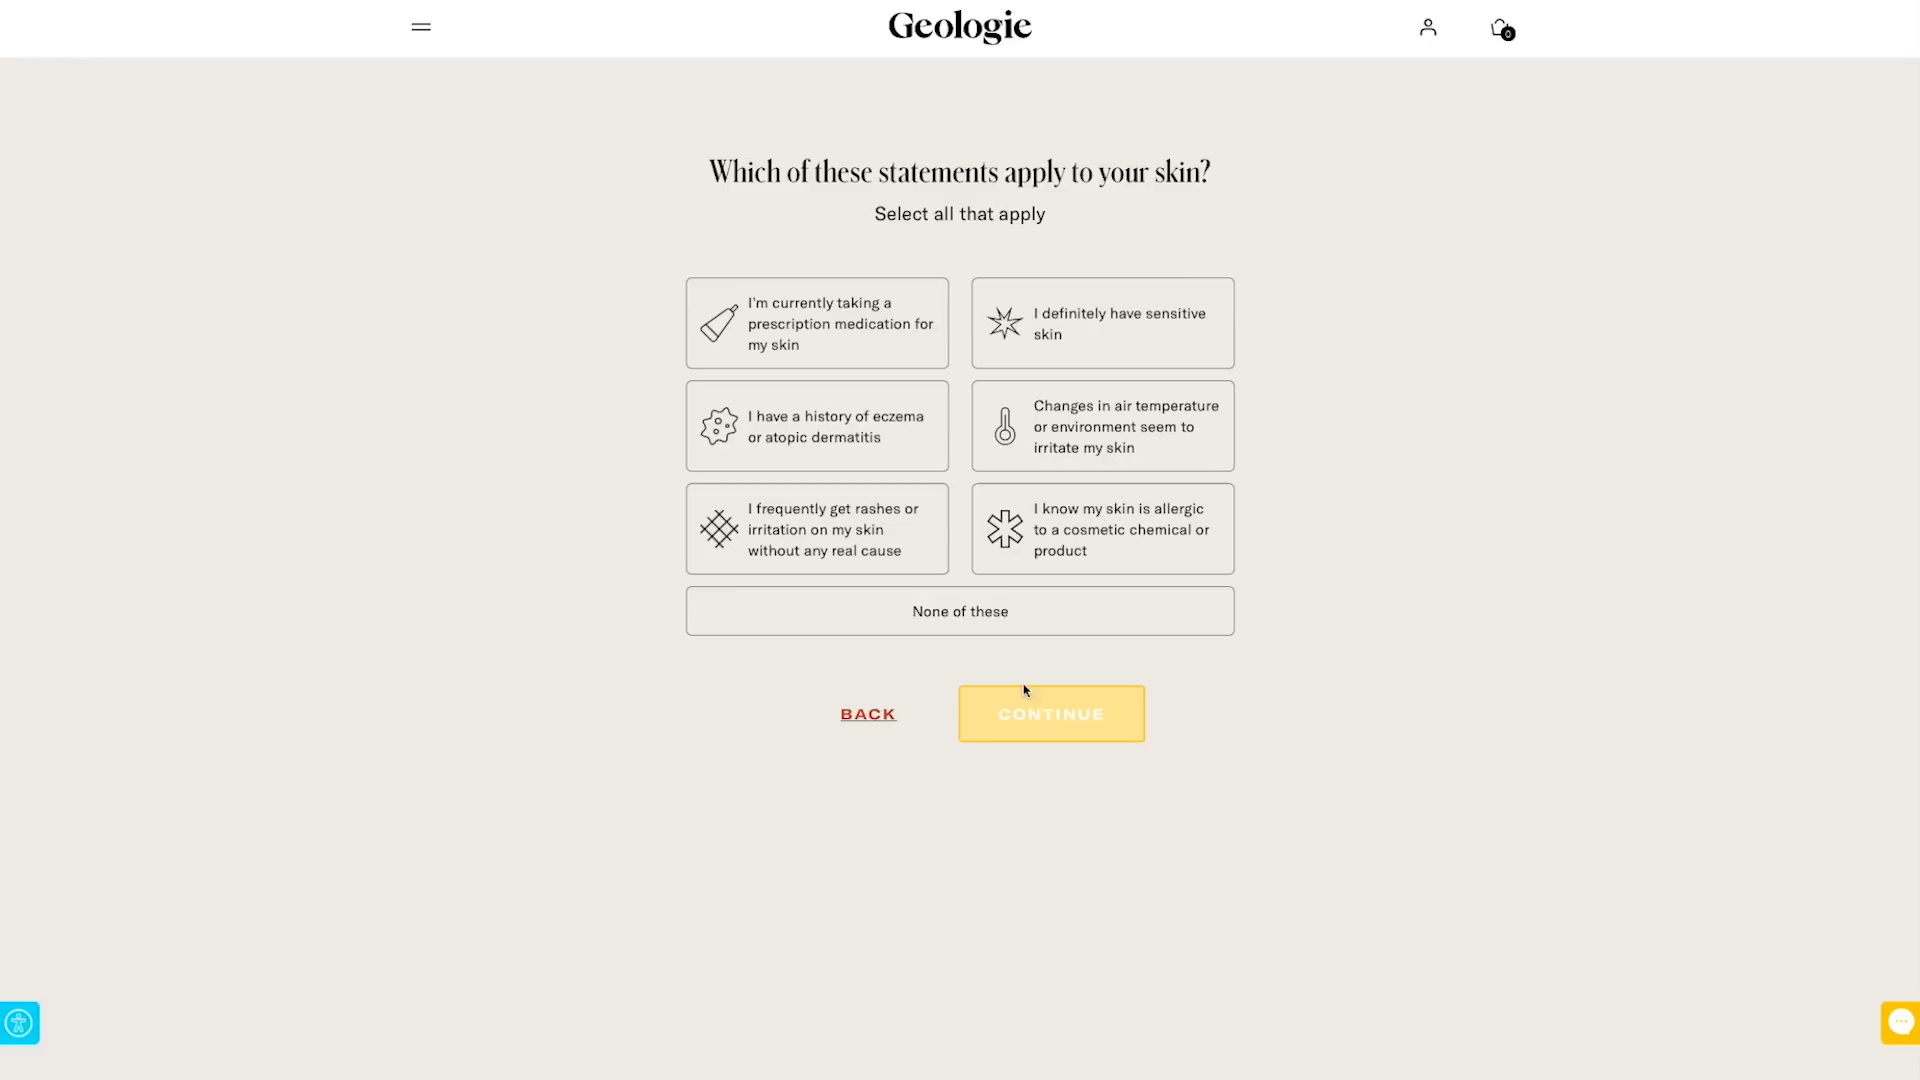 Geologie
0
Which of these statements apply to your skin?
Select all that apply
I'm currently taking a
prescription medication for
my skin
I definitely have sensitive
skin
I have a history of eczema
or atopic dermatitis
Changes in air temperature
or environment seem to
irritate my skin
I frequently get rashes or
irritation on my skin
without any real cause
I know my skin is allergic
to a cosmetic chemical or
product
None of these
BACK
CONTINUE